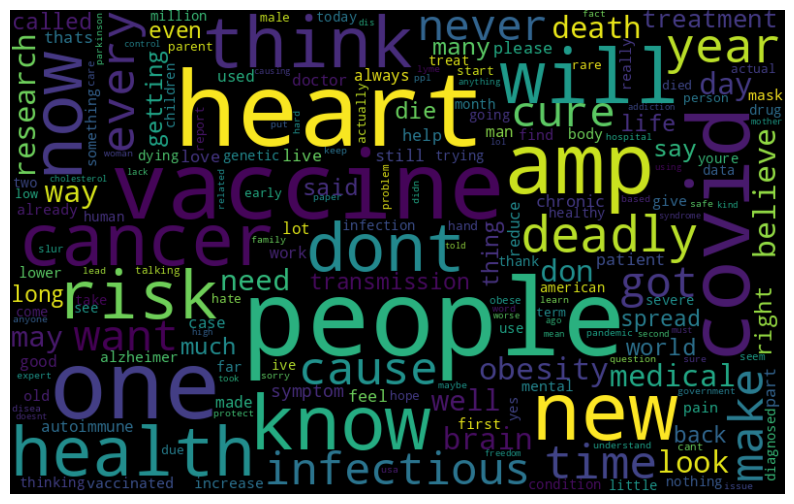 called
thats
million
even
parent
male
think
today
dis
control
causing
used
fact
ppl
lyme
never
many
please
doctor
always
treat
start
month
going
anything
death
rare
really
died
addiction
treatment
actual
person
mask
drug
mother
year
parkinson
care
research
something
now
every
getting
children
heart
will
actually
report
put
hard
keep
die
help
man
find
cure
body
hospital
lol
day
life
say
youre
data
using
woman
cholesterol
two
low
dying
love
genetic
live
still
trying
lack
related
paper
didn
way
already
human
early
vaccine
said
problem
infection
hand
amp
chronic
healthy
give
based
safe
kind
syndrome
covid
believe
right
cancer
slur
family
lot
work
told
dont
thing
deadly
reduce
patient
thank
lower
lead
talking
hate
transmission
don
got
american
obese
learn
severe
long
risk
need
take
come
see
people
term
use
word
ago
mean
pandemic
second
must
spread
may
want
case
high
much
worse
anyone
good
alzheimer
far
took
ive
sorry
cause
obesity
world
question
sure
seem
expert
old
disea
doesnt
protect
one
made
symptom
feel
hope
maybe
well
yes
mental
medical
government
pain
make
part
diagnosed
autoimmune
know
first
brain
new
back
understand
cant
health
due
usa
freedom
infectious
time
look
nothing
thinking
vaccinated
increase
condition
little
issue